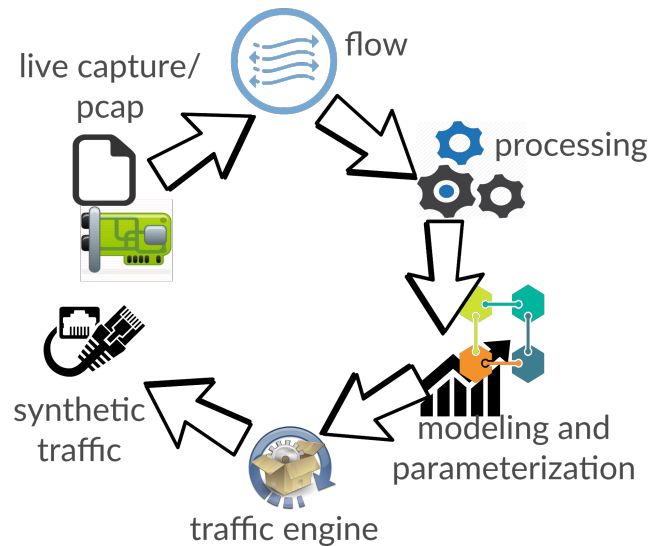 flow
live capture/
pcap
processing
modeling and
parameterization
synthetic
traffic
traffic engine